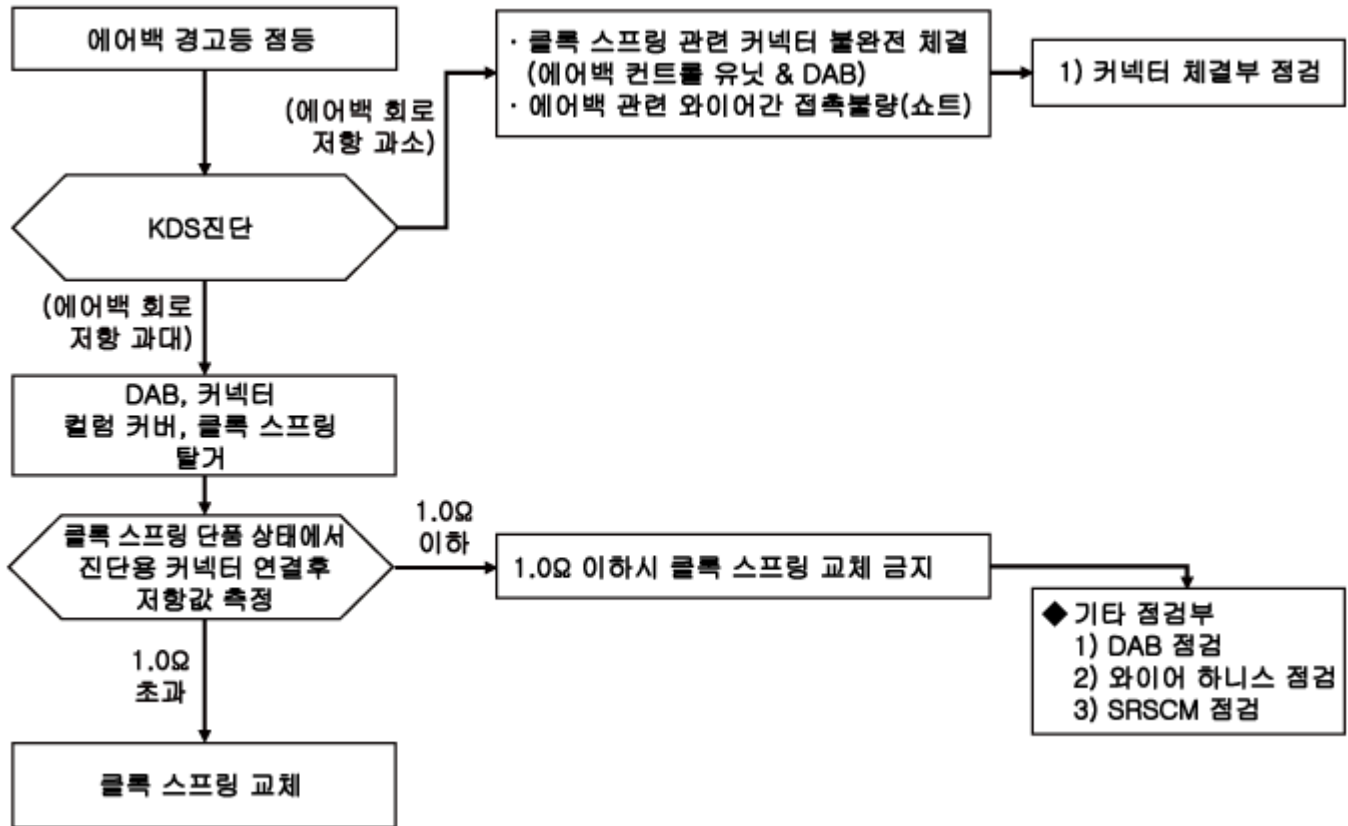 에어백 경고등 점등
· 클록 스프링 관련 커넥터 불완전 체결
(에어백 컨트롤 유닛 & DAB)
· 에어백 관련 와이어간 접촉불량(쇼트)
1) 커넥터 체결부 점검
(에어백 회로
저항 과소)
KDS진단
(에어백 회로
저항 과대)
DAB, 커넥터
컬럼 커버, 클록 스프링
탈거
클록 스프링 단품 상태에서
진단용 커넥터 연결후
저항값 측정
1.0Ω
이하
1.0Ω 이하시 클록 스프링 교체 금지
◆ 기타 점검부
1) DAB 점검
2) 와이어 하니스 점검
3) SRSCM 점검
1.0Ω
초과
클록 스프링 교체